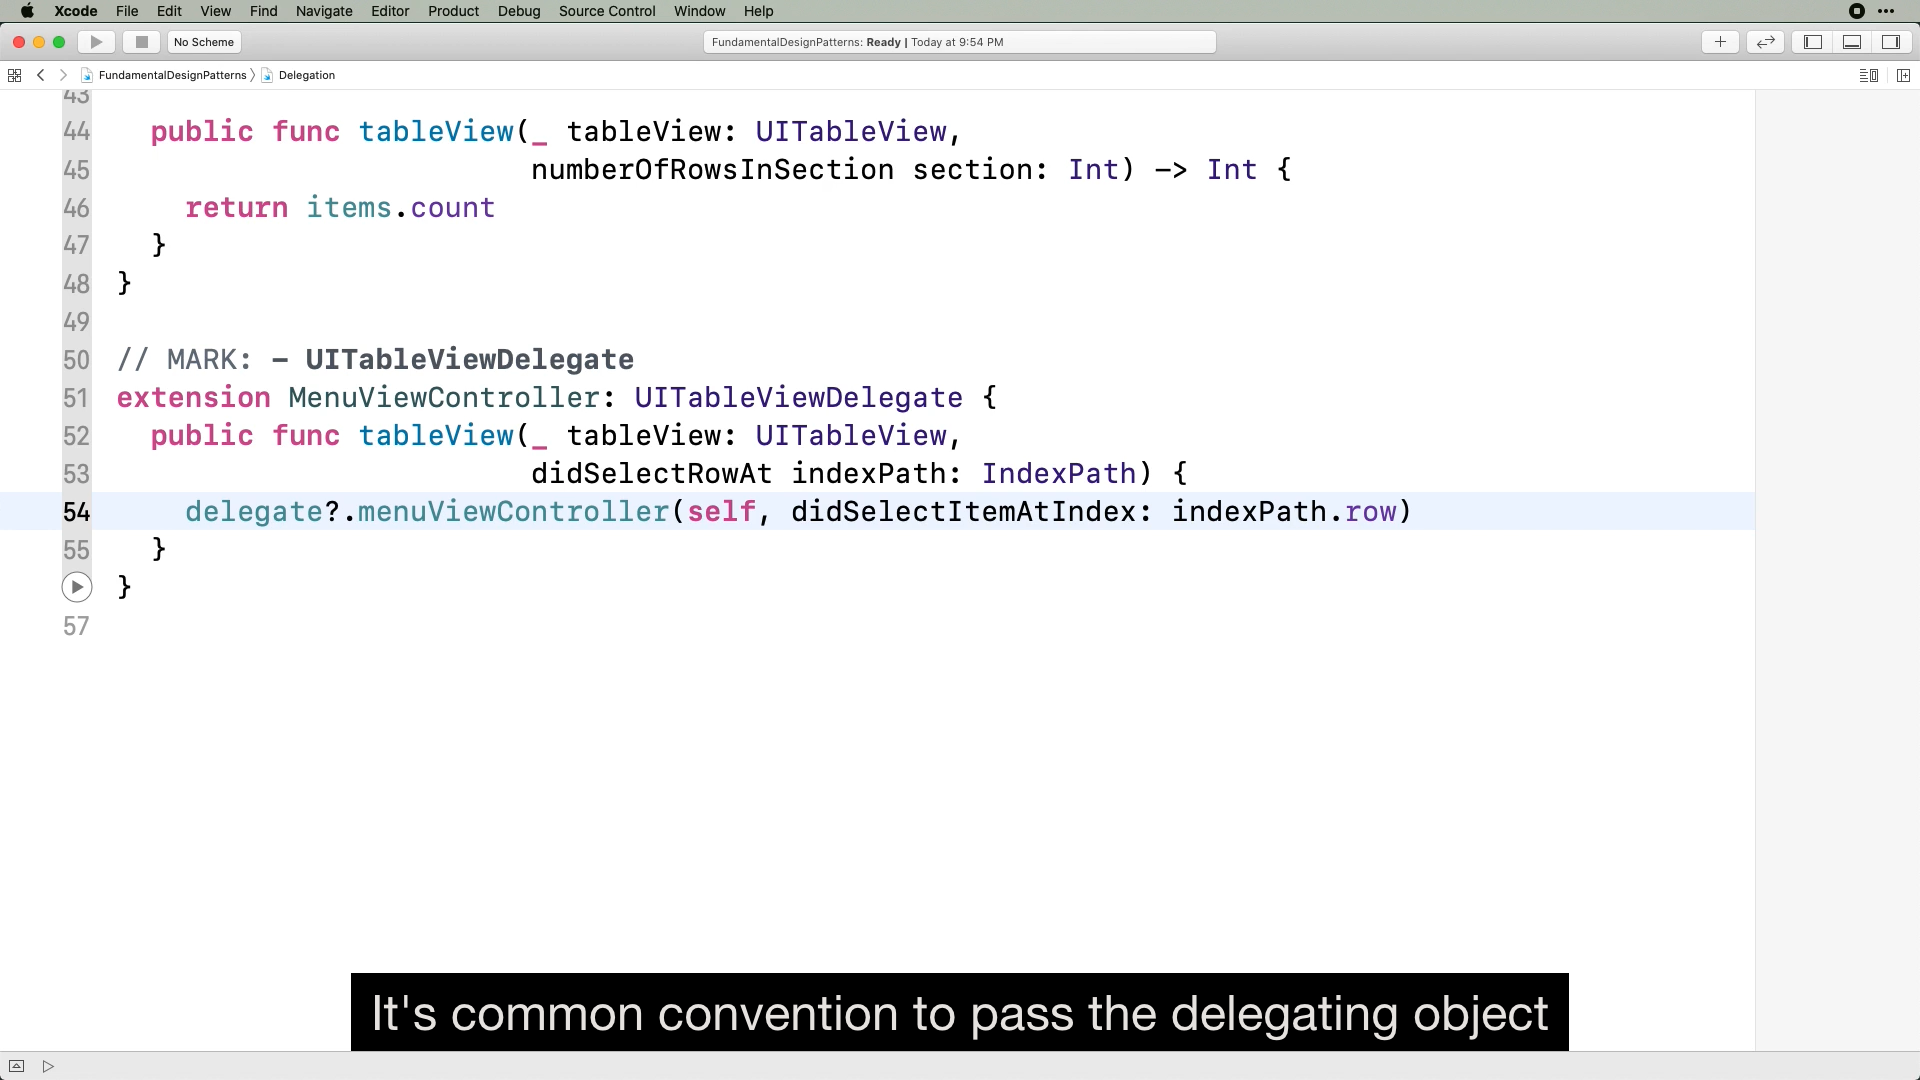 Xcode File Edit View Find Navigate Editor Product Debug Source Control Window Help
No Scheme
FundamentalDesignPatterns: Ready | Today at 9:54 PM
FundamentalDesignPatterns 〉 Delegation
43
44 public func tableView(_ tableView: UITableView,
45 numberOfRowsInSection section: Int) -> Int {
46 return items.count
47 }
48 }
49
50 // MARK: - UITableViewDelegate
51 extension MenuViewController: UITableViewDelegate {
52 public func tableView(_ tableView: UITableView,
53 didSelectRowAt indexPath: IndexPath) {
54 delegate?.menuViewController(self, didSelectItemAtIndex: indexPath.row)
55 }
}
57
It's common convention to pass the delegating object